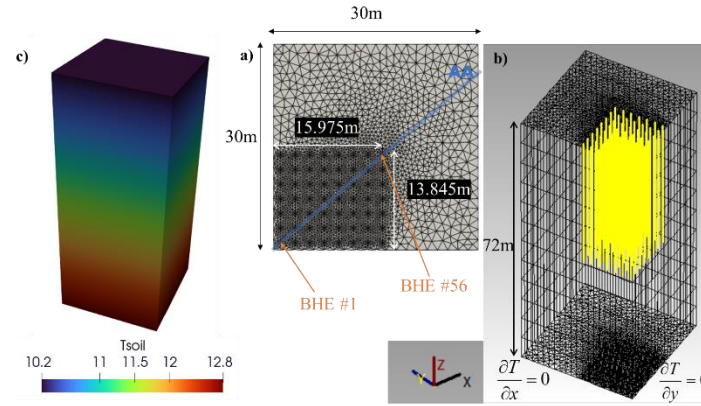 c)
Tsoil
10.2 11 11.5 12 12.8
30m
a)
AA
30m
15.975m
13.845m
BHE #56
BHE #1
b)
72m
∂T/∂x=0
∂T/∂y=0
Z
Y
X